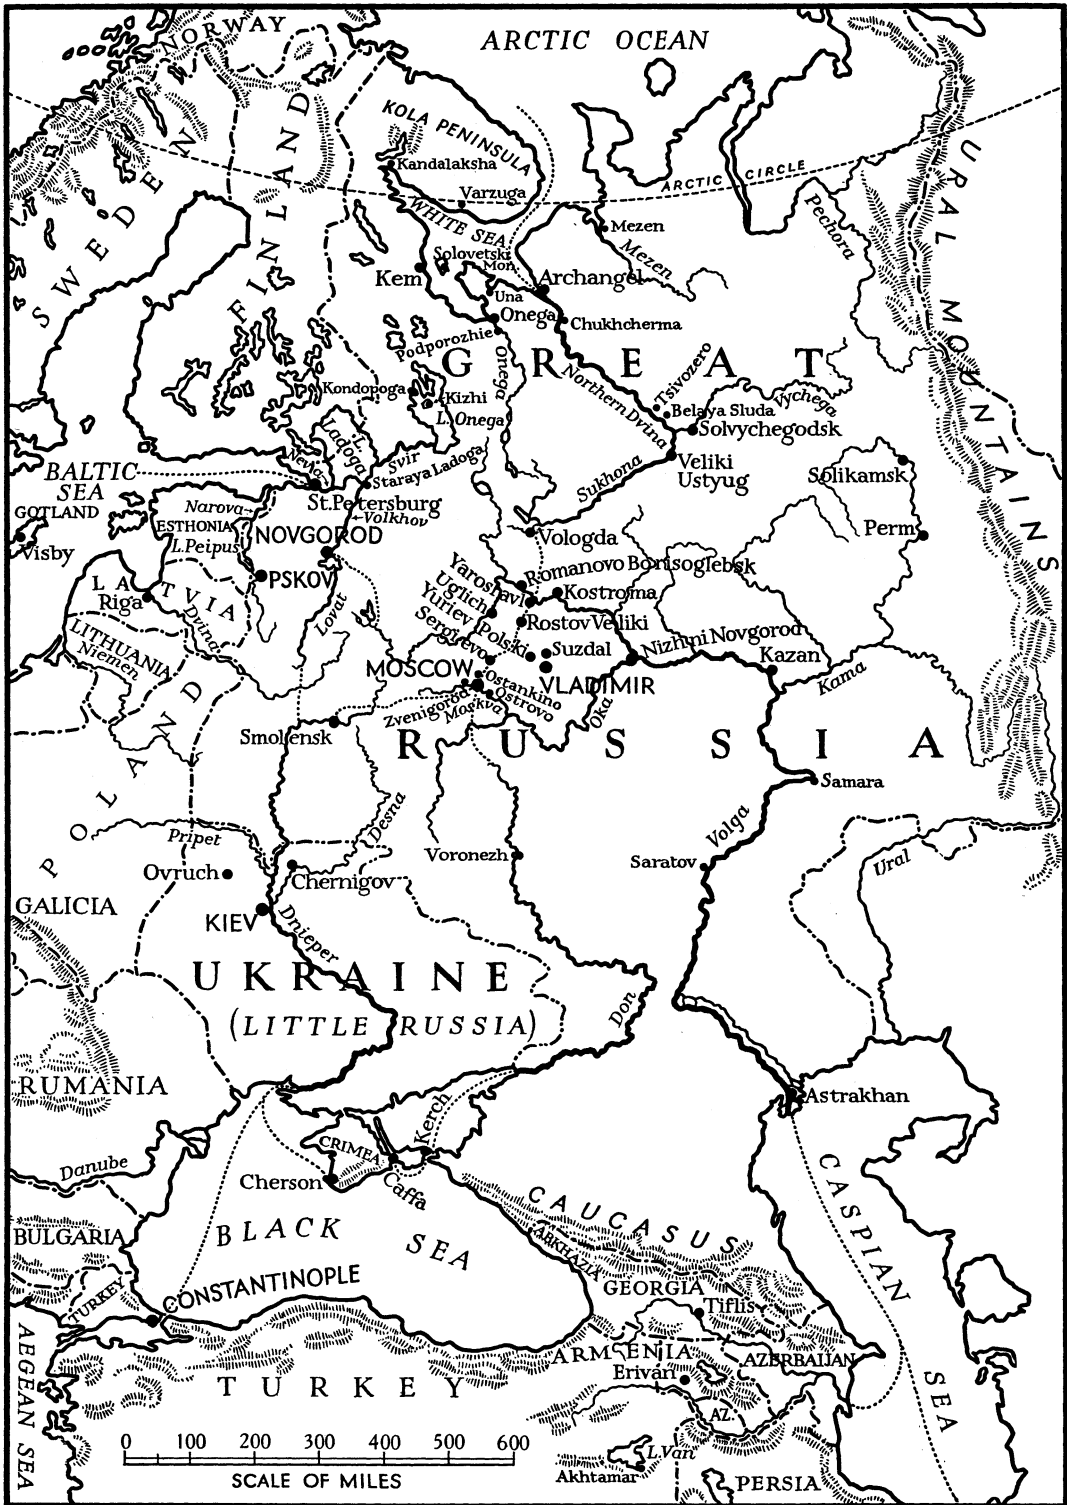 NORWAY
ARCTIC OCEAN
KOLA PENINSULA
Kandalaksha
Varzuga
ARCTIC CIRCLE
SWEDEN
FINLAND
URAL MOUNTAINS
WHITE SEA
Mezen
Mezen
Pechora
Solovetski
Mon.
Kem
Archangel
Una
Onega
Chukhcherma
Podporozhie
GREAT
Onega
Northern Dvina
Tsivozero
Vychega
Kondopoga
Kizhi
L. Onega
Belaya Sluda
Solvychegodsk
L. Ladoga
Svir
Staraya Ladoga
Nevka
Veliki
Ustyug
Sukhona
Solikamsk
BALTIC
SEA
GOTLAND
Visby
Narova
St. Petersburg
Volkhov
ESTHONIA
L. Peipus
NOVGOROD
PSKOV
Vologda
Perm
LATVIA
Riga
Dvina
Lovat
Romanovo Borisoglebsk
Yaroslavl
Kostroma
Uglich
Rostov Veliki
Yuriev Polski
Sergievo
Suzdal
Nizhni Novgorod
LITHUANIA
Niemen
MOSCOW
Ostankino
Ostrovo
VLADIMIR
Kazan
Kama
Zvenigorod
Moskva
Oka
Smolensk
RUSSIA
POLAND
Samara
Volga
Desna
Pripet
Voronezh
Saratov
Ural
Ovruch
Chernigov
GALICIA
KIEV
Dnieper
UKRAINE
(LITTLE RUSSIA)
Don
RUMANIA
Astrakhan
Kerch
CRIMEA
Danube
Cherson
Caffa
CASPIAN SEA
BULGARIA
BLACK SEA
CAUCASUS
ABKHAZIA
GEORGIA
Tiflis
TURKEY
CONSTANTINOPLE
AEGEAN SEA
ARMENIA
Erivan
AZERBAIJAN
TURKEY
AZ.
L. Van
Akhtamar
PERSIA
0 100 200 300 400 500 600
SCALE OF MILES